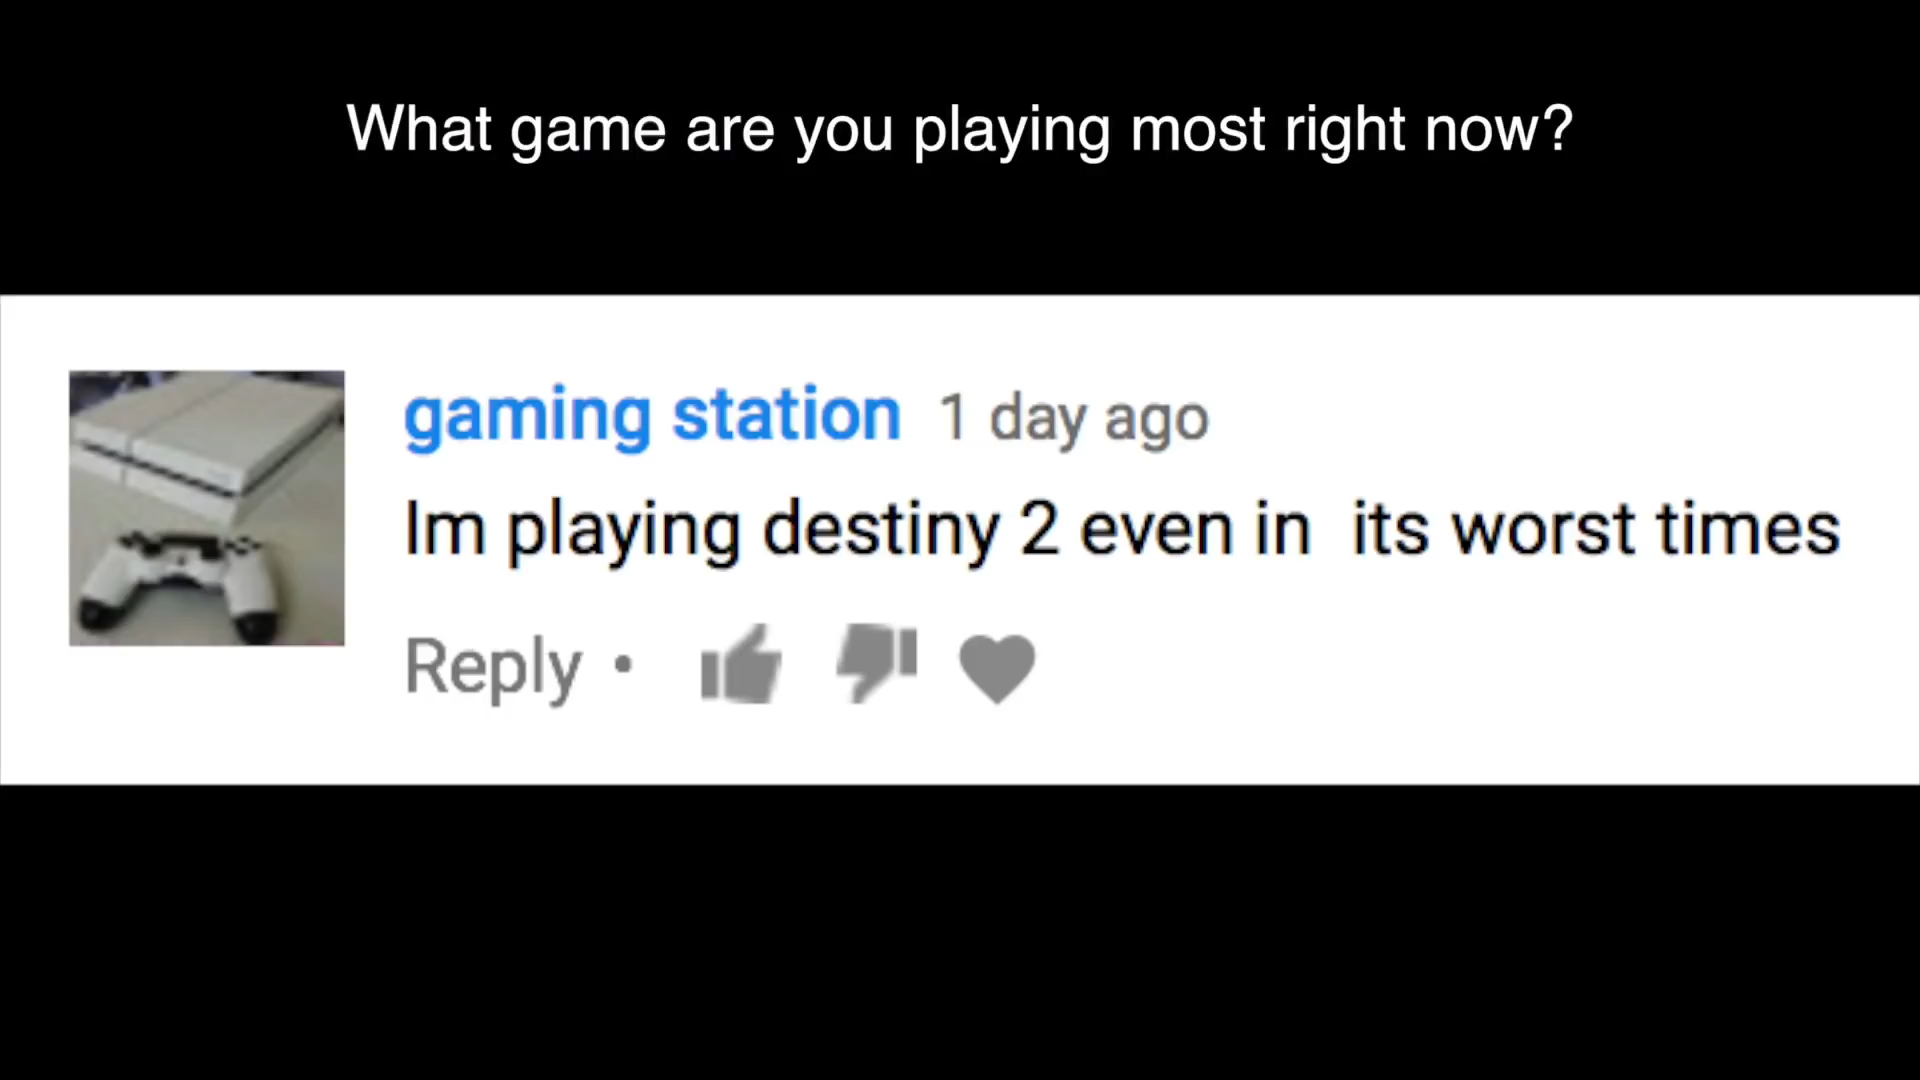 What game are you playing most right now?
gaming station 1 day ago
Im playing destiny 2 even in  its worst times
Reply •